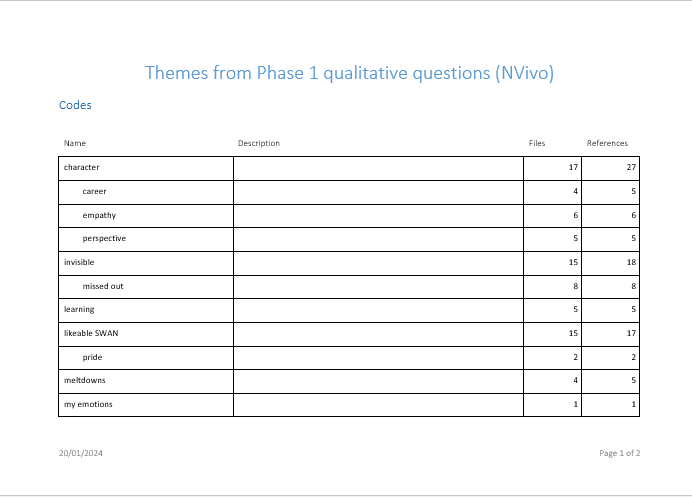 Themes from Phase 1 qualitative questions (NVivo)
Codes
Name Description Files References
character 17 27
career 4 5
empathy 6 6
perspective 5 5
invisible 15 18
missed out 8 8
learning 5 5
likeable SWAN 15 17
pride 2 2
meltdowns 4 5
my emotions 1 1
20/01/2024 Page 1 of 2